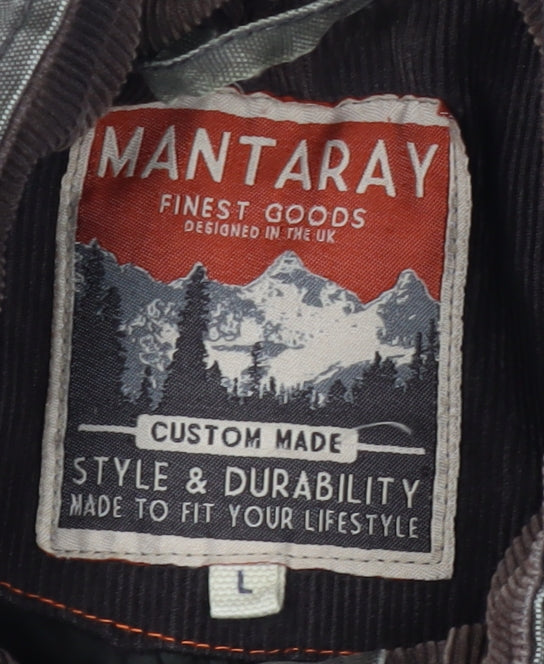 MANTARAY
FINEST GOODS
DESIGNED IN THE UK
CUSTOM MADE
STYLE & DURABILITY
MADE TO FIT YOUR LIFESTYLE
L